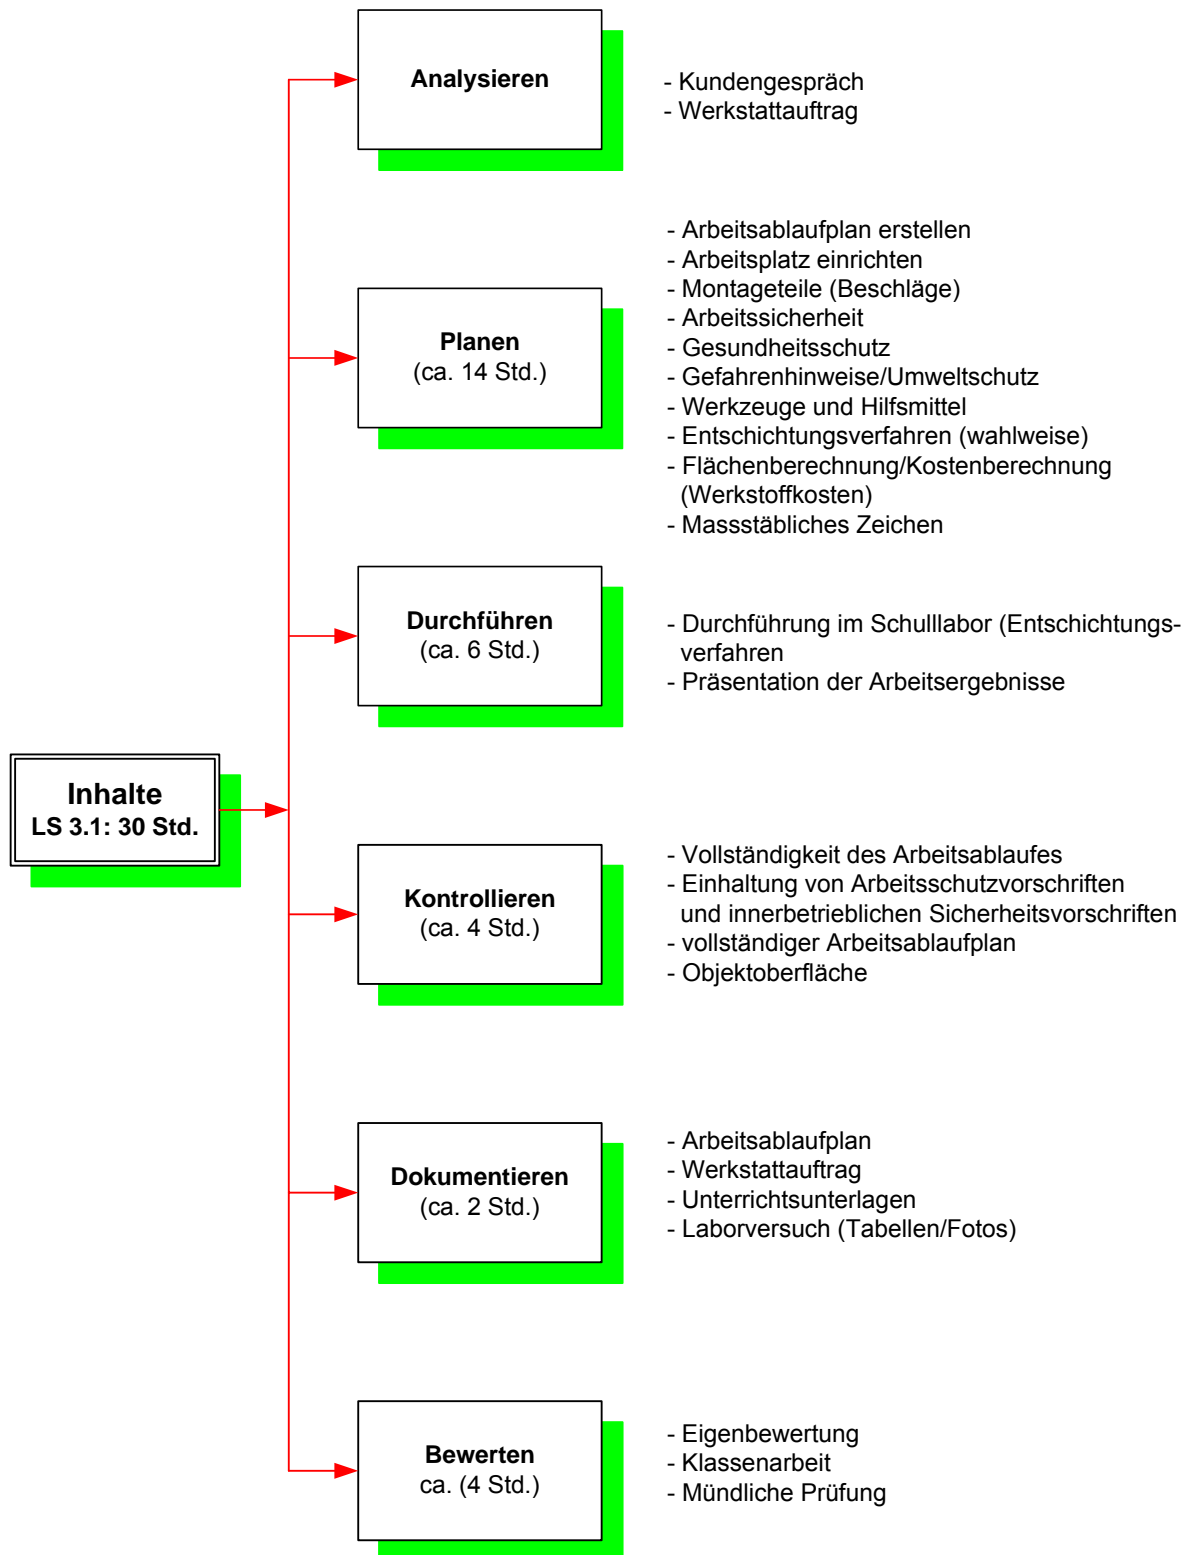 Analysieren
- Kundengespräch
- Werkstattauftrag
Planen
(ca. 14 Std.)
- Arbeitsablaufplan erstellen
- Arbeitsplatz einrichten
- Montageteile (Beschläge)
- Arbeitssicherheit
- Gesundheitsschutz
- Gefahrenhinweise/Umweltschutz
- Werkzeuge und Hilfsmittel
- Entschichtungsverfahren (wahlweise)
- Flächenberechnung/Kostenberechnung
(Werkstoffkosten)
- Massstäbliches Zeichen
Durchführen
(ca. 6 Std.)
- Durchführung im Schulllabor (Entschichtungs-
verfahren
- Präsentation der Arbeitsergebnisse
Inhalte
LS 3.1: 30 Std.
Kontrollieren
(ca. 4 Std.)
- Vollständigkeit des Arbeitsablaufes
- Einhaltung von Arbeitsschutzvorschriften
und innerbetrieblichen Sicherheitsvorschriften
- vollständiger Arbeitsablaufplan
- Objektoberfläche
Dokumentieren
(ca. 2 Std.)
- Arbeitsablaufplan
- Werkstattauftrag
- Unterrichtsunterlagen
- Laborversuch (Tabellen/Fotos)
Bewerten
ca. (4 Std.)
- Eigenbewertung
- Klassenarbeit
- Mündliche Prüfung